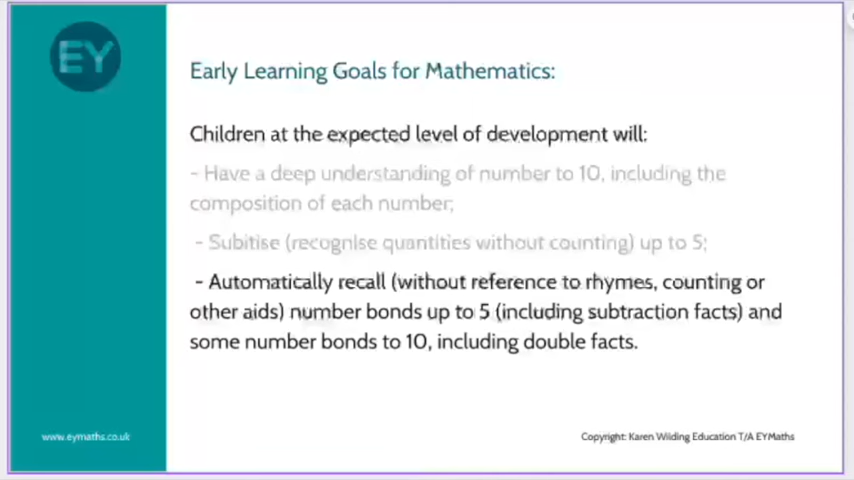 EY
Early Learning Goals for Mathematics:
Children at the expected level of development will:
- Have a deep understanding of number to 10, including the
composition of each number;
- Subitise (recognise quantities without counting) up to 5;
- Automatically recall (without reference to rhymes, counting or
other aids) number bonds up to 5 (including subtraction facts) and
some number bonds to 10, including double facts.
www.eymaths.co.uk
Copyright: Karen Wilding Education T/A EYMaths